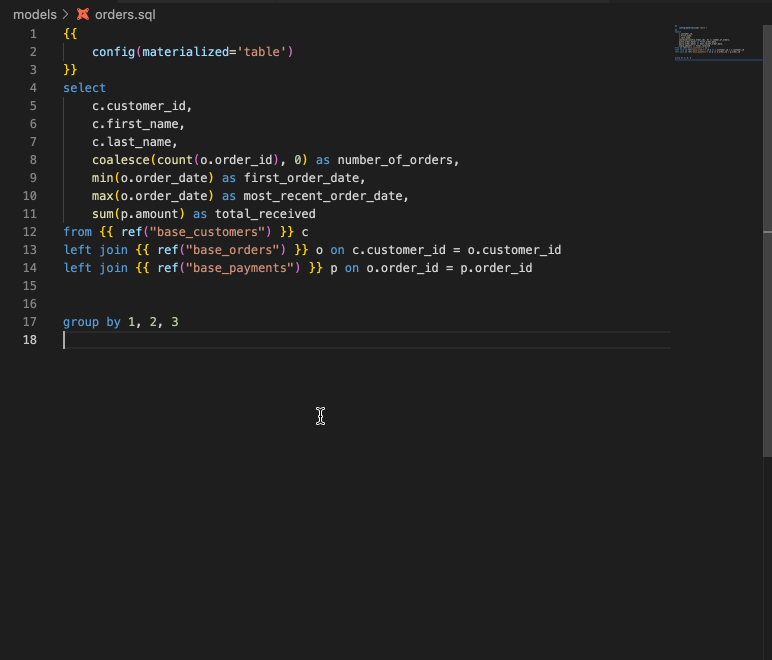 models > orders.sql
1 {{
2     config(materialized='table')
3 }}
4 select
5     c.customer_id,
6     c.first_name,
7     c.last_name,
8     coalesce(count(o.order_id), 0) as number_of_orders,
9     min(o.order_date) as first_order_date,
10     max(o.order_date) as most_recent_order_date,
11     sum(p.amount) as total_received
12 from {{ ref("base_customers") }} c
13 left join {{ ref("base_orders") }} o on c.customer_id = o.customer_id
14 left join {{ ref("base_payments") }} p on o.order_id = p.order_id
15
16
17 group by 1, 2, 3
18